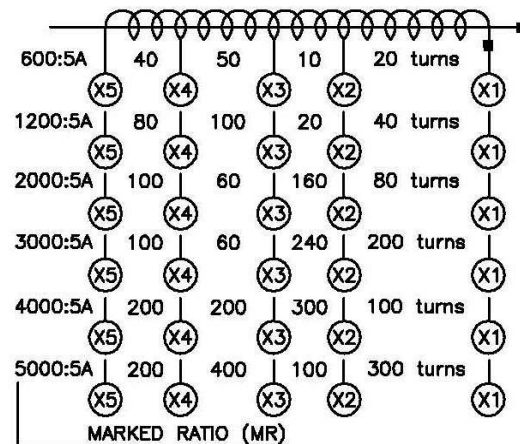 600:5A 40 50 10 20 turns
X5 X4 X3 X2 X1
1200:5A 80 100 20 40 turns
X5 X4 X3 X2 X1
2000:5A 100 60 160 80 turns
X5 X4 X3 X2 X1
3000:5A 100 60 240 200 turns
X5 X4 X3 X2 X1
4000:5A 200 200 300 100 turns
X5 X4 X3 X2 X1
5000:5A 200 400 100 300 turns
X5 X4 X3 X2 X1
MARKED RATIO (MR)